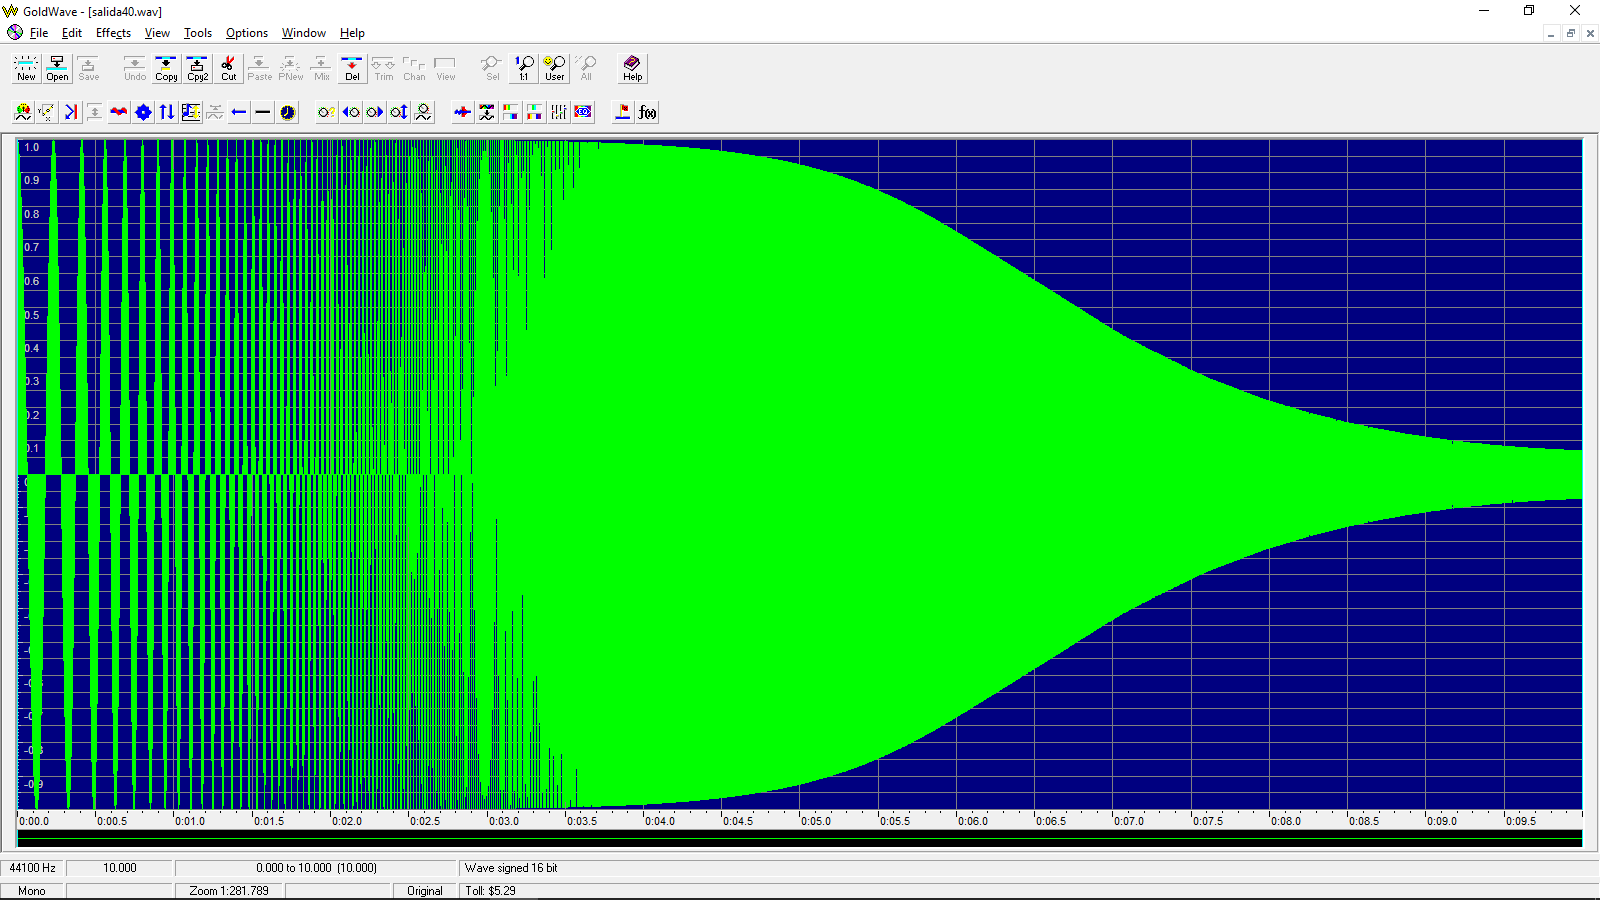 GoldWave - [salida40.wav]
File Edit Effects View Tools Options Window Help
New Open Save Undo Copy Cpy2 Cut Paste PNew Mix Del Trim Chan View Sel 1:1 User All Help
f(x)
1.0
0.9
0.8
0.7
0.6
0.5
0.4
0.3
0.2
0.1
0:00.0 0:00.5 0:01.0 0:01.5 0:02.0 0:02.5 0:03.0 0:03.5 0:04.0 0:04.5 0:05.0 0:05.5 0:06.0 0:06.5 0:07.0 0:07.5 0:08.0 0:08.5 0:09.0 0:09.5
44100 Hz 10.000 0.000 to 10.000 (10.000) Wave signed 16 bit
Mono Zoom 1:281.789 Original Toll: $5.29